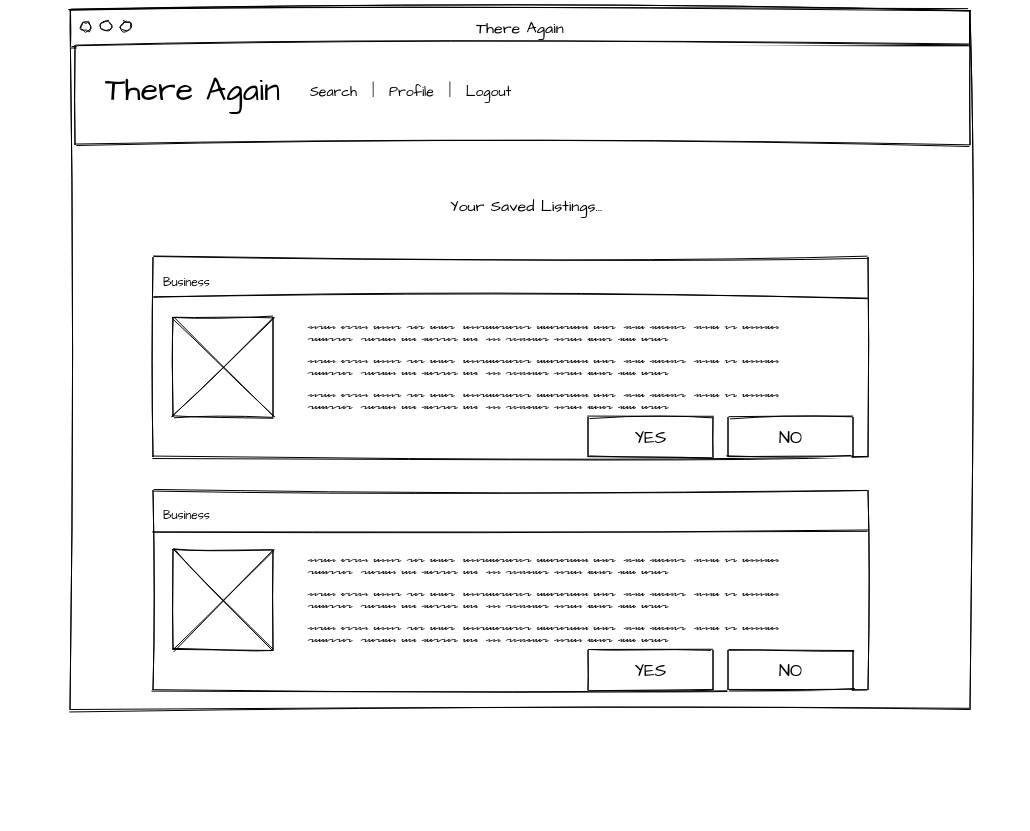 There Again
There Again Search | Profile | Logout
Your Saved Listings...
Business
YES NO
Business
YES NO